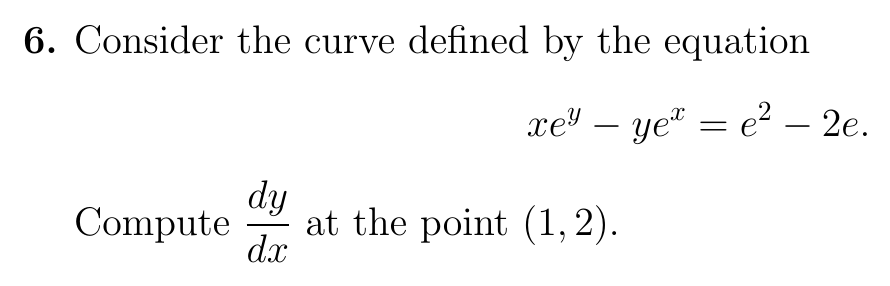 6. Consider the curve defined by the equation
xe^y − ye^x = e^2 − 2e.
Compute dy/dx at the point (1, 2).